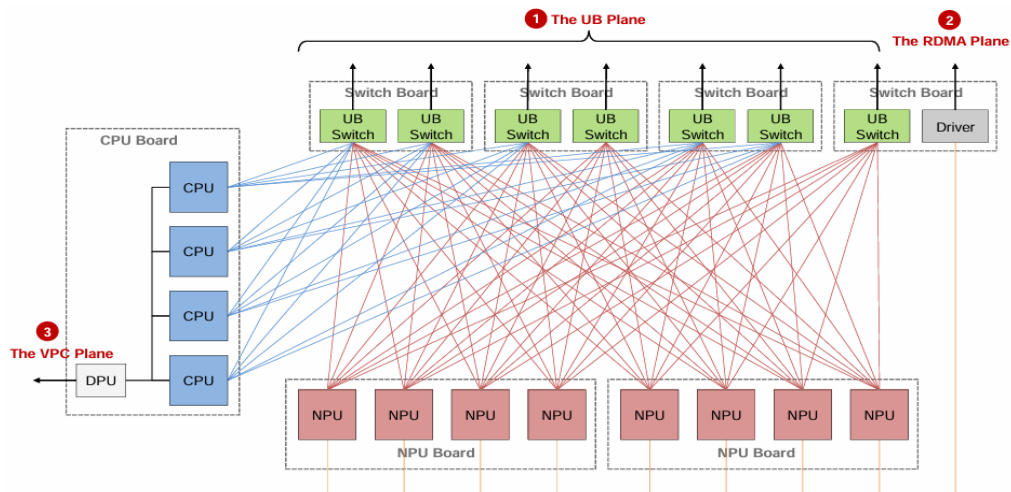 1 The UB Plane
2
The RDMA Plane
Switch Board
Switch Board
Switch Board
Switch Board
UB
Switch
UB
Switch
UB
Switch
UB
Switch
UB
Switch
UB
Switch
UB
Switch
Driver
CPU Board
CPU
CPU
CPU
CPU
3
The VPC Plane
DPU
NPU
NPU
NPU
NPU
NPU
NPU
NPU
NPU
NPU Board
NPU Board